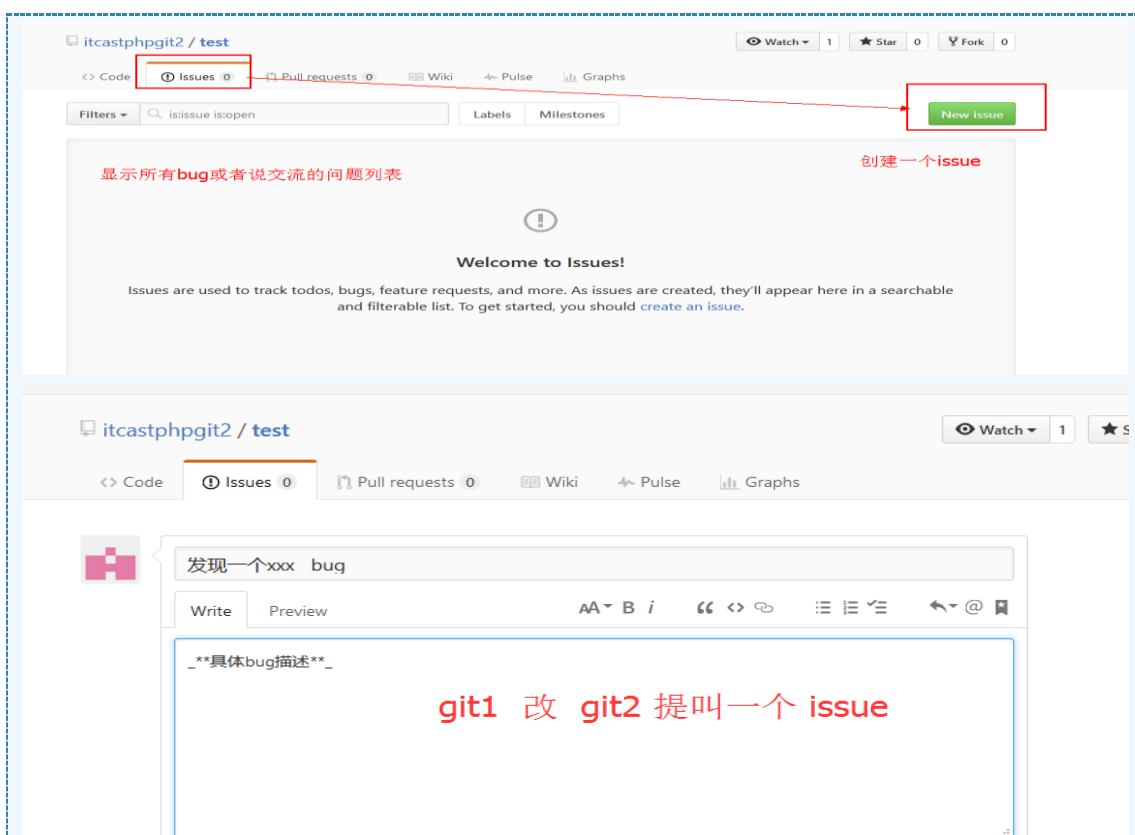 itcastphpgit2 / test
Watch 1 Star 0 Fork 0
Code Issues 0 Pull requests 0 Wiki Pulse Graphs
Filters is:issue is:open Labels Milestones New issue
显示所有bug或者说交流的问题列表
创建一个issue
Welcome to Issues!
Issues are used to track todos, bugs, feature requests, and more. As issues are created, they'll appear here in a searchable
and filterable list. To get started, you should create an issue.
itcastphpgit2 / test
Watch 1 S
Code Issues 0 Pull requests 0 Wiki Pulse Graphs
发现一个xxx bug
Write Preview AA B i
_**具体bug描述**_
git1 改 git2 提叫一个 issue